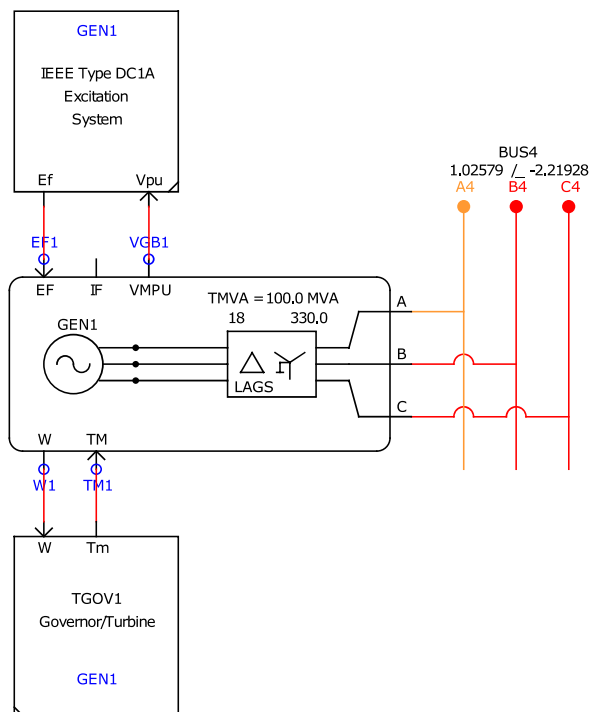 GEN1
IEEE Type DC1A
Excitation
System
Ef Vpu
EF1 VGB1
EF IF VMPU
TMVA = 100.0 MVA
18 330.0
GEN1
LAGS
A
B
C
BUS4
1.02579 /_ -2.21928
A4 B4 C4
W TM
W1 TM1
W Tm
TGOV1
Governor/Turbine
GEN1